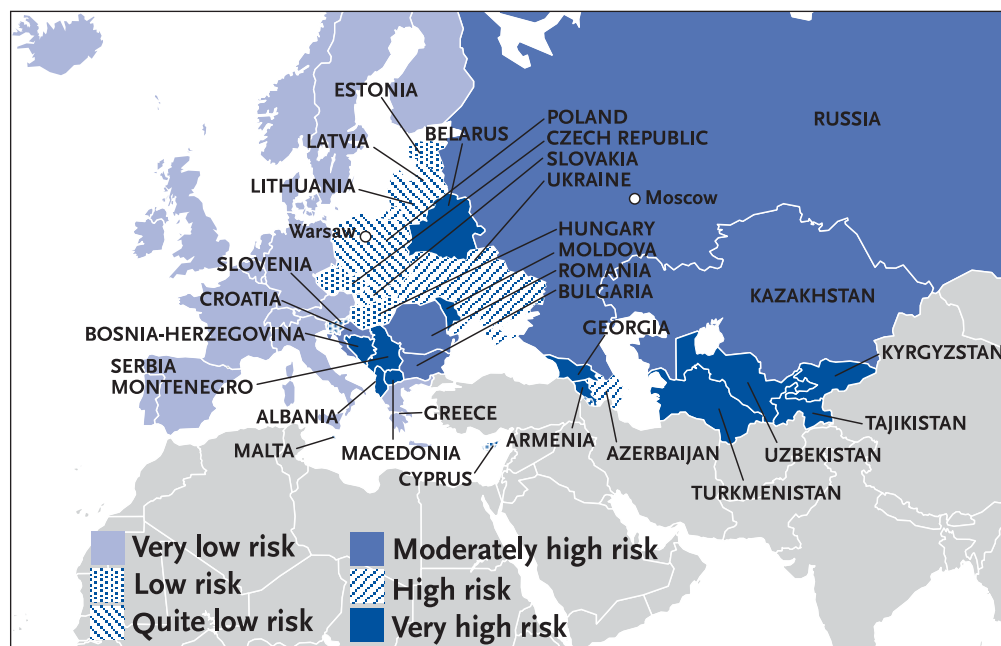 ESTONIA
POLAND
LATVIA
BELARUS
CZECH REPUBLIC
RUSSIA
SLOVAKIA
LITHUANIA
UKRAINE
Moscow
Warsaw
HUNGARY
SLOVENIA
MOLDOVA
ROMANIA
CROATIA
BULGARIA
KAZAKHSTAN
BOSNIA-HERZEGOVINA
GEORGIA
KYRGYZSTAN
SERBIA
MONTENEGRO
ALBANIA
GREECE
TAJIKISTAN
MALTA
MACEDONIA
ARMENIA
AZERBAIJAN
UZBEKISTAN
CYPRUS
TURKMENISTAN
Very low risk
Low risk
Quite low risk
Moderately high risk
High risk
Very high risk